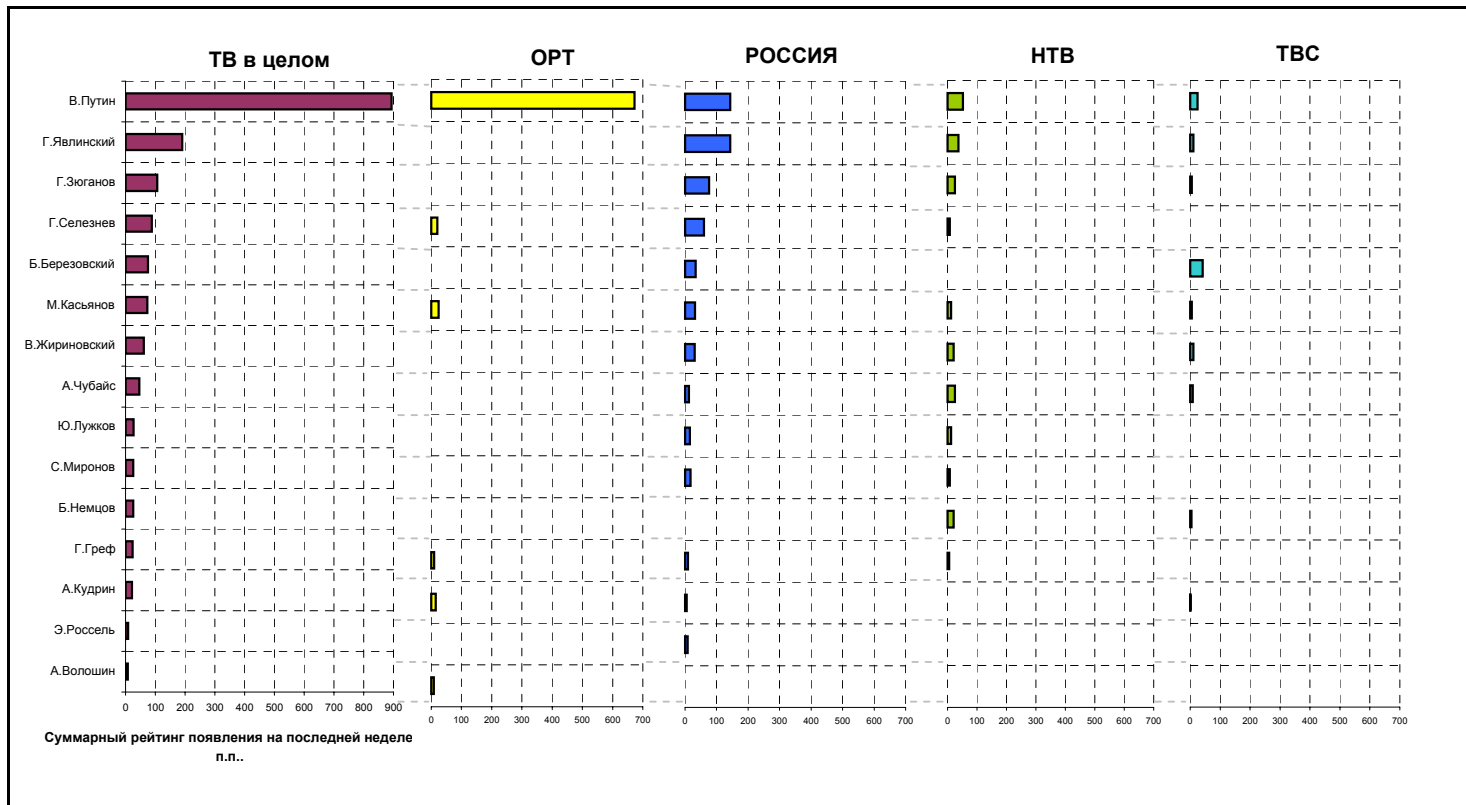 ТВ в целом
ОРТ
РОССИЯ
НТВ
ТВС
В.Путин
Г.Явлинский
Г.Зюганов
Г.Селезнев
Б.Березовский
М.Касьянов
В.Жириновский
А.Чубайс
Ю.Лужков
С.Миронов
Б.Немцов
Г.Греф
А.Кудрин
Э.Россель
А.Волошин
0 100 200 300 400 500 600 700 800 900
0 100 200 300 400 500 600 700
0 100 200 300 400 500 600 700
0 100 200 300 400 500 600 700
0 100 200 300 400 500 600 700
Суммарный рейтинг появления на последней неделе
п.п..